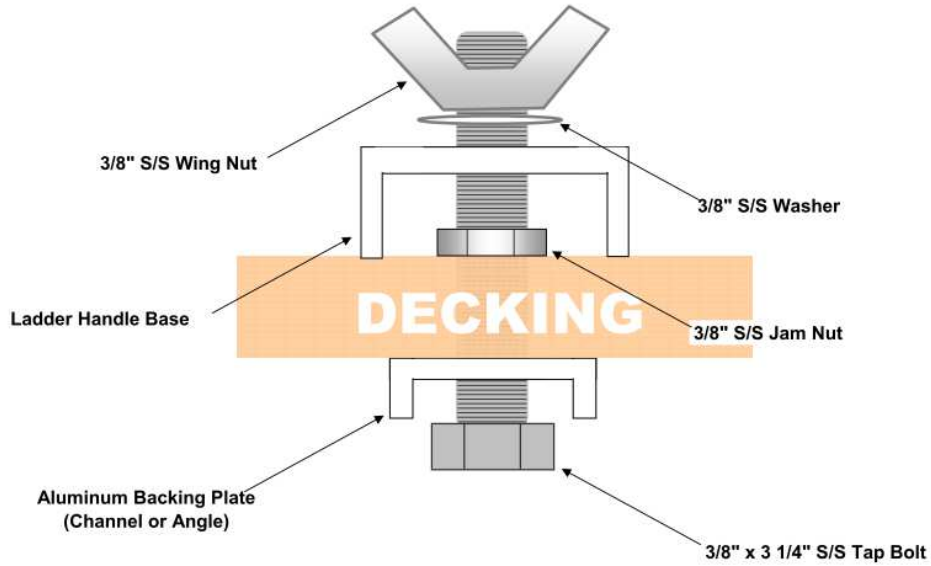 3/8" S/S Wing Nut
3/8" S/S Washer
Ladder Handle Base
DECKING
3/8" S/S Jam Nut
Aluminum Backing Plate
(Channel or Angle)
3/8" x 3 1/4" S/S Tap Bolt